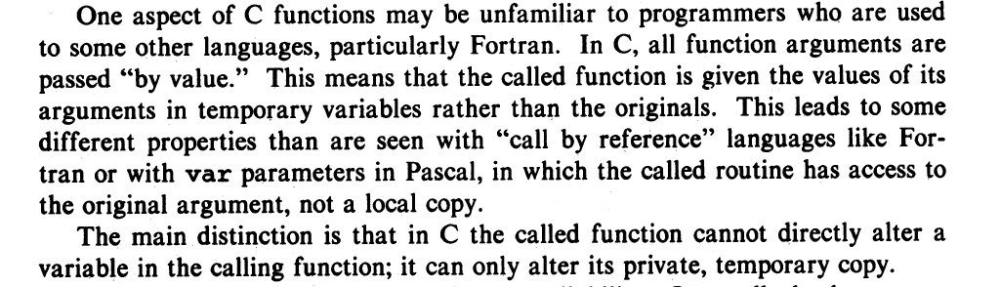 One aspect of C functions may be unfamiliar to programmers who are used
to some other languages, particularly Fortran. In C, all function arguments are
passed “by value.” This means that the called function is given the values of its
arguments in temporary variables rather than the originals. This leads to some
different properties than are seen with “call by reference” languages like For-
tran or with var parameters in Pascal, in which the called routine has access to
the original argument, not a local copy.
The main distinction is that in C the called function cannot directly alter a
variable in the calling function; it can only alter its private, temporary copy.